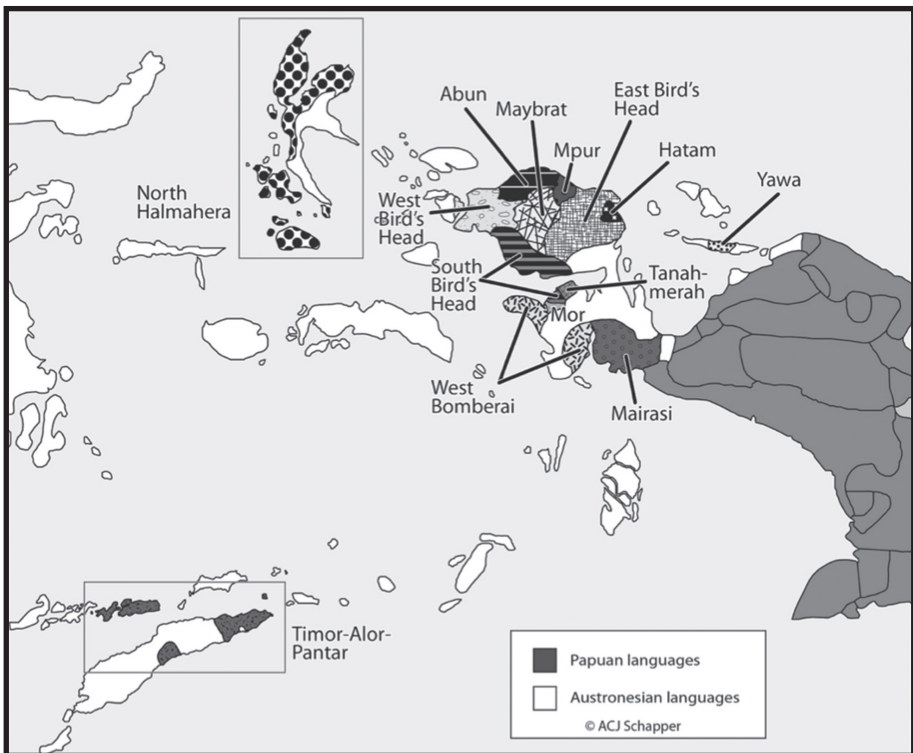 Abun
Maybrat
East Bird's
Head
Mpur
Hatam
Yawa
North
Halmahera
West
Bird's
Head
South
Bird's
Head
Tanah-
merah
Mor
West
Bomberai
Mairasi
Timor-Alor-
Pantar
Papuan languages
Austronesian languages
© ACJ Schapper